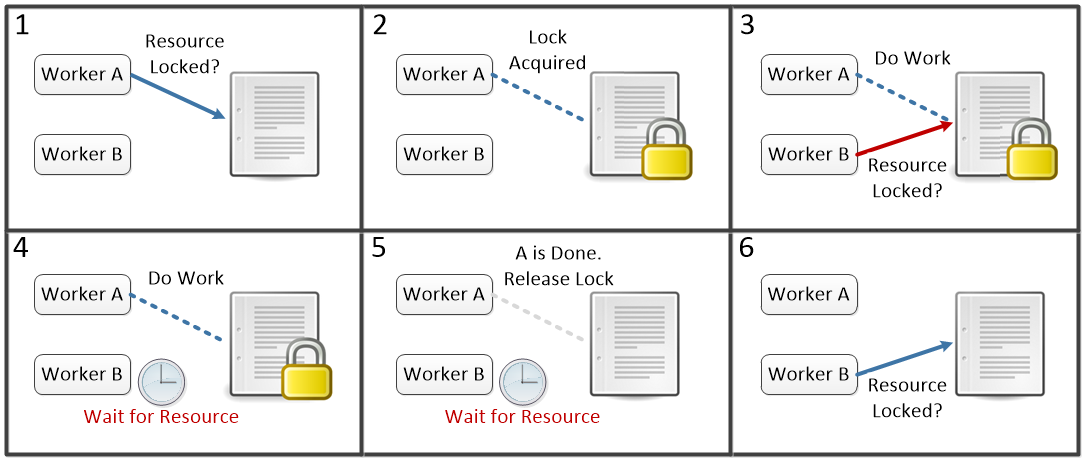 1
Resource
Locked?
Worker A
Worker B
2
Lock
Acquired
Worker A
Worker B
3
Do Work
Worker A
Worker B
Resource
Locked?
4
Do Work
Worker A
Worker B
Wait for Resource
5
A is Done.
Release Lock
Worker A
Worker B
Wait for Resource
6
Worker A
Worker B
Resource
Locked?